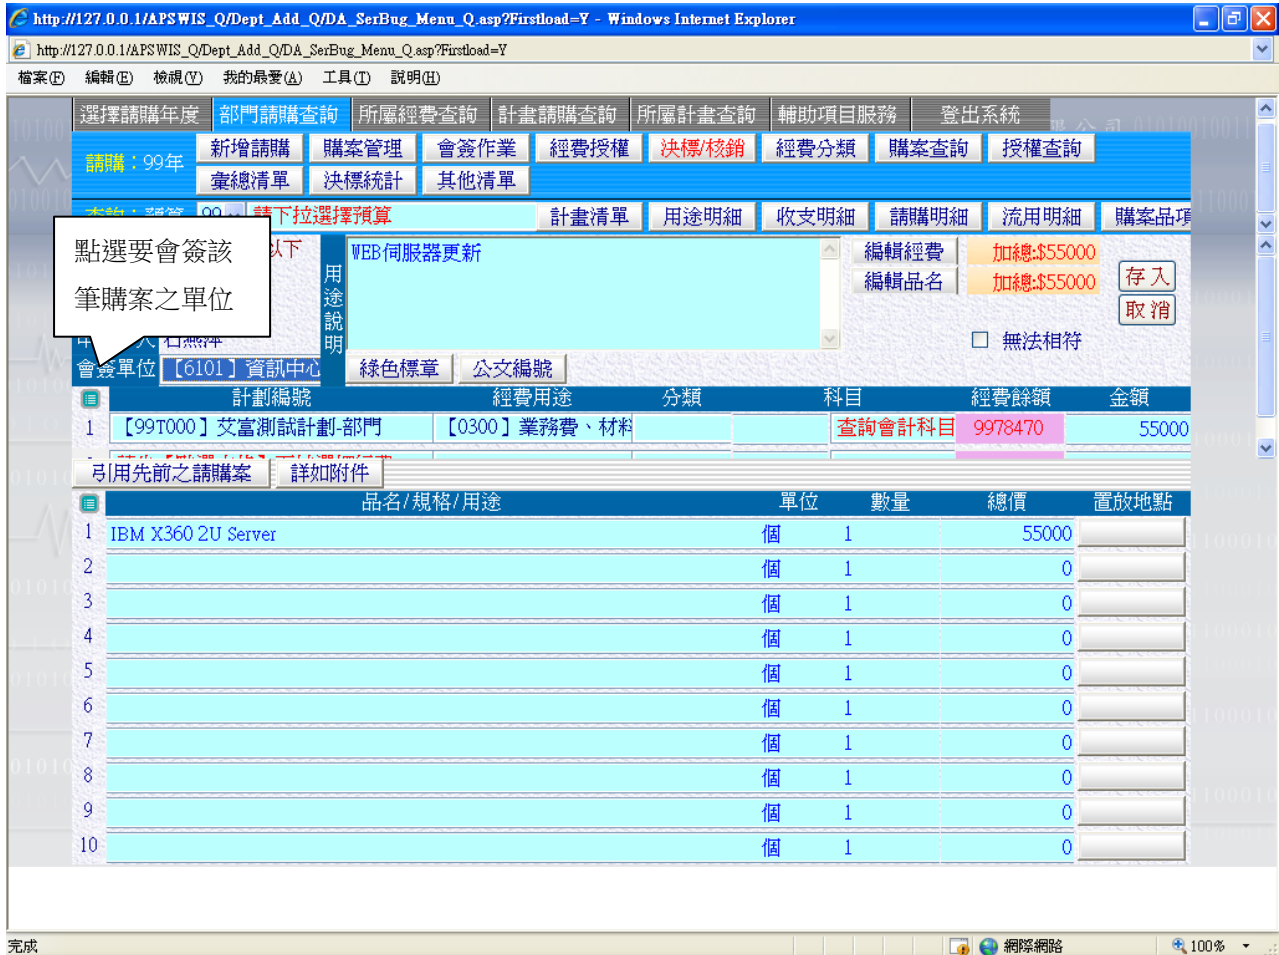 http://127.0.0.1/APSWIS_Q/Dept_Add_Q/DA_SerBug_Menu_Q.asp?Firstload=Y - Windows Internet Explorer
http://127.0.0.1/APSWIS_Q/Dept_Add_Q/DA_SerBug_Menu_Q.asp?Firstload=Y
檔案(F) 編輯(E) 檢視(V) 我的最愛(A) 工具(T) 說明(H)
選擇請購年度 部門請購查詢 所屬經費查詢 計畫請購查詢 所屬計畫查詢 輔助項目服務 登出系統
請購：99年 新增請購 購案管理 會簽作業 經費授權 決標/核銷 經費分類 購案查詢 授權查詢
彙總清單 決標統計 其他清單
99 請下拉選擇預算 計畫清單 用途明細 收支明細 請購明細 流用明細 購案品項
點選要會簽該
筆購案之單位
以下
用途說明
WEB伺服器更新
編輯經費 加總:$55000
編輯品名 加總:$55000
存入
取消
無法相符
會簽單位 【6101】資訊中心 綠色標章 公文編號
計劃編號 經費用途 分類 科目 經費餘額 金額
1 【99T000】艾富測試計劃-部門 【0300】業務費、材料 查詢會計科目 9978470 55000
引用先前之請購案 詳如附件
品名/規格/用途 單位 數量 總價 置放地點
1 IBM X360 2U Server 個 1 55000
2 個 1 0
3 個 1 0
4 個 1 0
5 個 1 0
6 個 1 0
7 個 1 0
8 個 1 0
9 個 1 0
10 個 1 0
完成 網際網路 100%